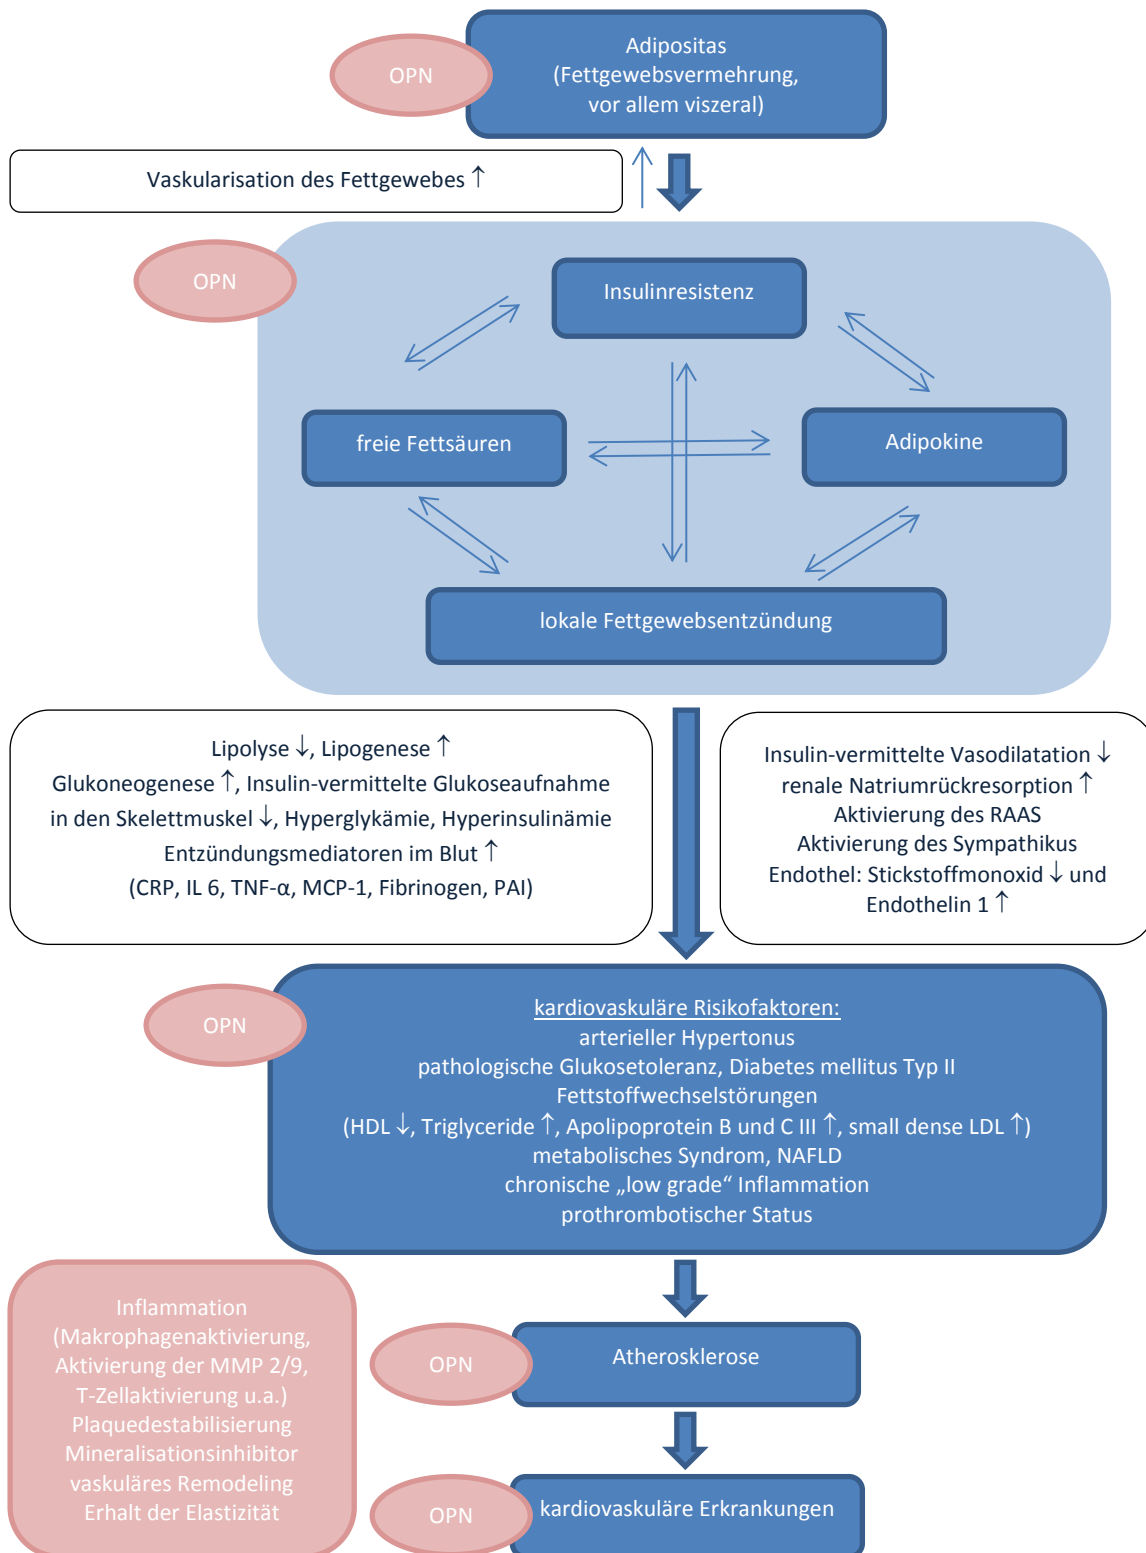 OPN
Adipositas
(Fettgewebsvermehrung,
vor allem viszeral)
Vaskularisation des Fettgewebes ↑
OPN
Insulinresistenz
freie Fettsäuren
Adipokine
lokale Fettgewebsentzündung
Lipolyse ↓, Lipogenese ↑
Glukoneogenese ↑, Insulin-vermittelte Glukoseaufnahme
in den Skelettmuskel ↓, Hyperglykämie, Hyperinsulinämie
Entzündungsmediatoren im Blut ↑
(CRP, IL 6, TNF-α, MCP-1, Fibrinogen, PAI)
Insulin-vermittelte Vasodilatation ↓
renale Natriumrückresorption ↑
Aktivierung des RAAS
Aktivierung des Sympathikus
Endothel: Stickstoffmonoxid ↓ und
Endothelin 1 ↑
OPN
kardiovaskuläre Risikofaktoren:
arterieller Hypertonus
pathologische Glukosetoleranz, Diabetes mellitus Typ II
Fettstoffwechselstörungen
(HDL ↓, Triglyceride ↑, Apolipoprotein B und C III ↑, small dense LDL ↑)
metabolisches Syndrom, NAFLD
chronische „low grade“ Inflammation
prothrombotischer Status
Inflammation
(Makrophagenaktivierung,
Aktivierung der MMP 2/9,
T-Zellaktivierung u.a.)
Plaquedestabilisierung
Mineralisationsinhibitor
vaskuläres Remodeling
Erhalt der Elastizität
OPN
Atherosklerose
OPN
kardiovaskuläre Erkrankungen